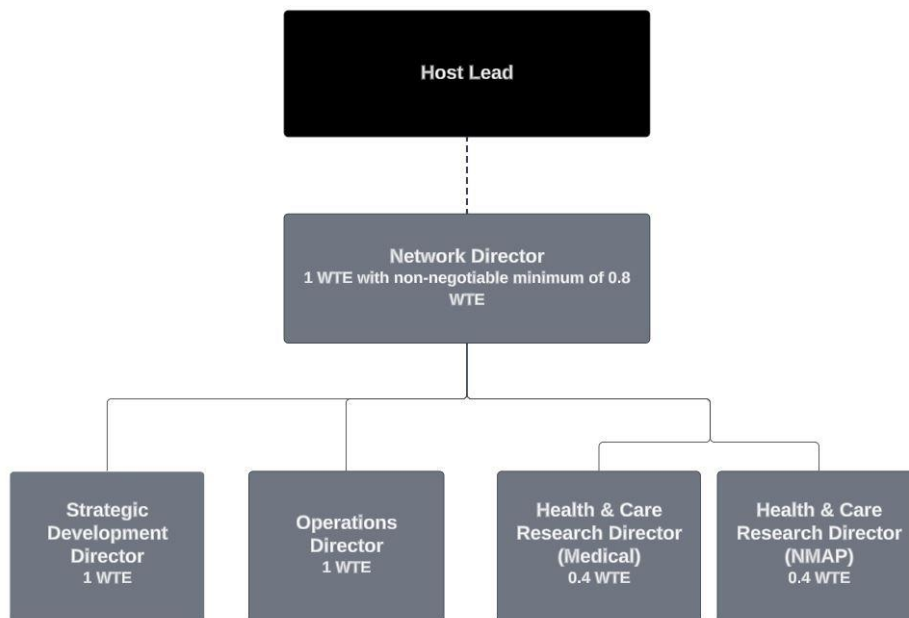 Host Lead
Network Director
1 WTE with non-negotiable minimum of 0.8
WTE
Strategic
Development
Director
1 WTE
Operations
Director
1 WTE
Health & Care
Research Director
(Medical)
0.4 WTE
Health & Care
Research Director
(NMAP)
0.4 WTE